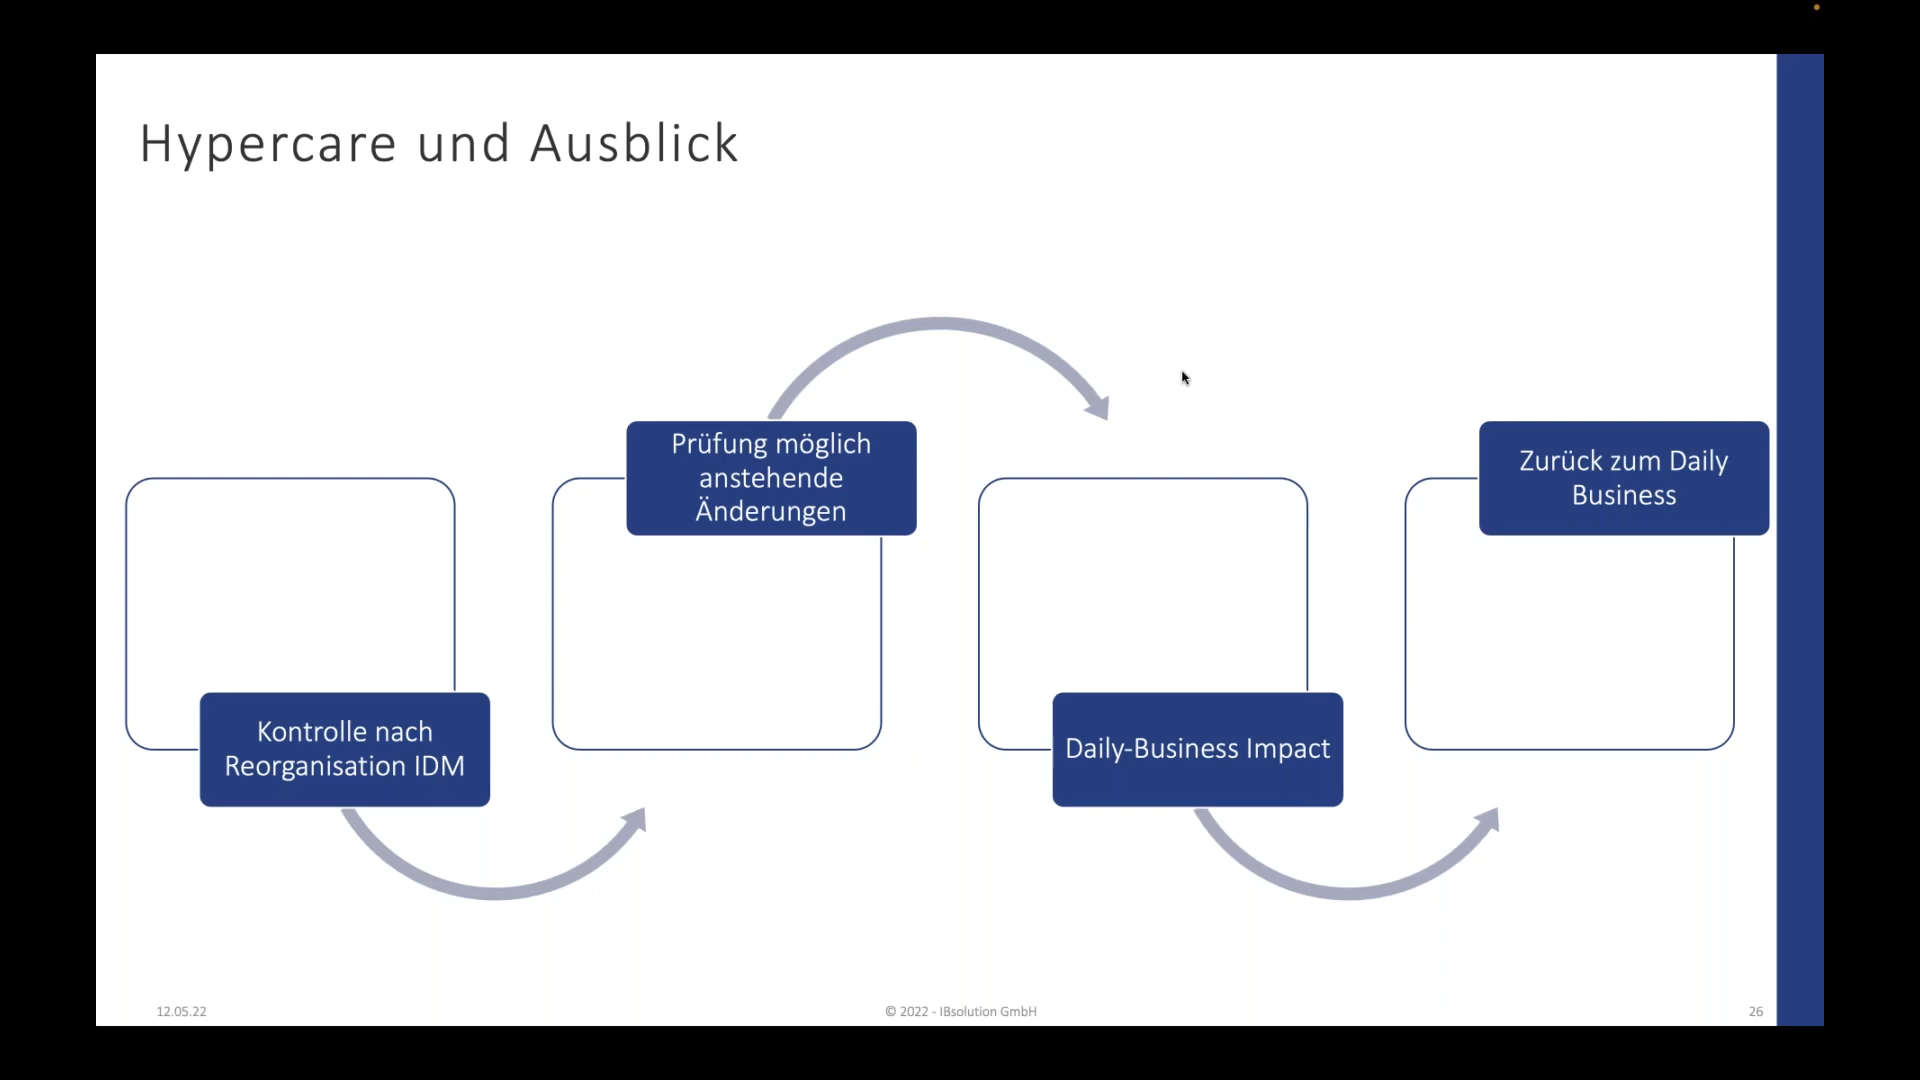 Hypercare und Ausblick
Kontrolle nach
Reorganisation IDM
Prüfung möglich
anstehende
Änderungen
Daily-Business Impact
Zurück zum Daily
Business
12.05.22
© 2022 - IBsolution GmbH
26